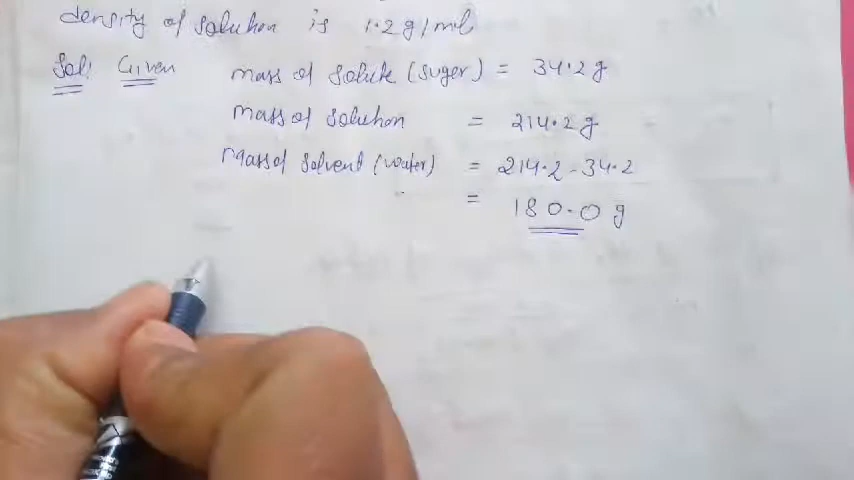 density of solution is 1.2 g/ml
Sol: Given mass of solute (suger) = 34.2 g
mass of solution = 214.2 g
Mass of solvent (water) = 214.2 - 34.2
= 180.0 g